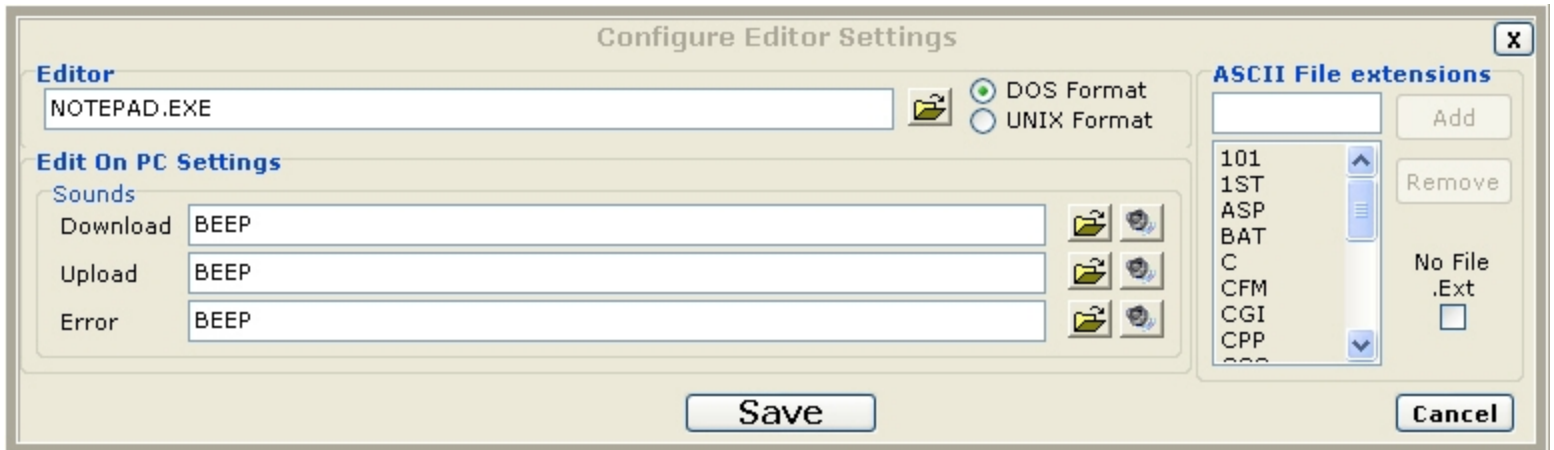 Configure Editor Settings
X
Editor
NOTEPAD.EXE
DOS Format
UNIX Format
Edit On PC Settings
Sounds
Download BEEP
Upload BEEP
Error BEEP
ASCII File extensions
Add
Remove
101
1ST
ASP
BAT
C
CFM
CGI
CPP
No File
.Ext
Save
Cancel